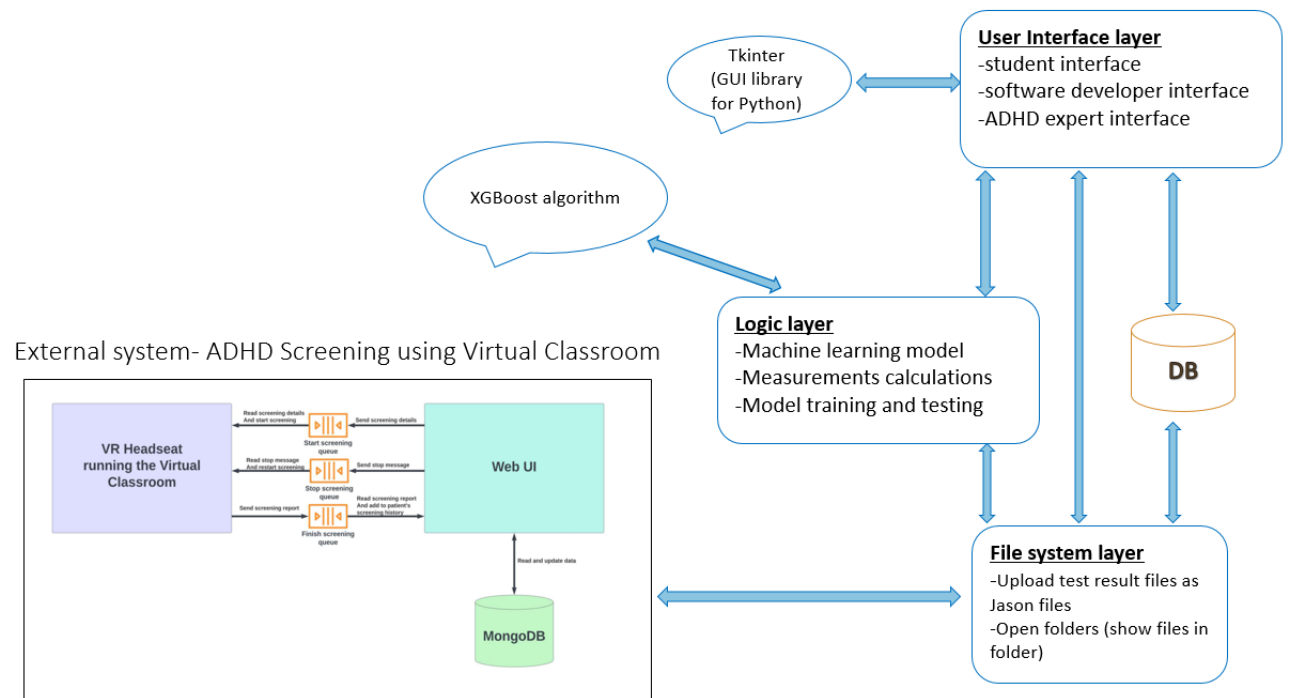 Tkinter
(GUI library
for Python)
User Interface layer
-student interface
-software developer interface
-ADHD expert interface
XGBoost algorithm
Logic layer
-Machine learning model
-Measurements calculations
-Model training and testing
DB
External system- ADHD Screening using Virtual Classroom
VR Headseat
running the Virtual
Classroom
Read screening details
And start screening
Start screening
queue
Send screening details
Read stop message
And restart screening
Stop screening
queue
Send stop message
Send screening report
Finish screening
queue
Read screening report
And add to patient's
screening history
Web UI
Read and update data
MongoDB
File system layer
-Upload test result files as
Jason files
-Open folders (show files in
folder)